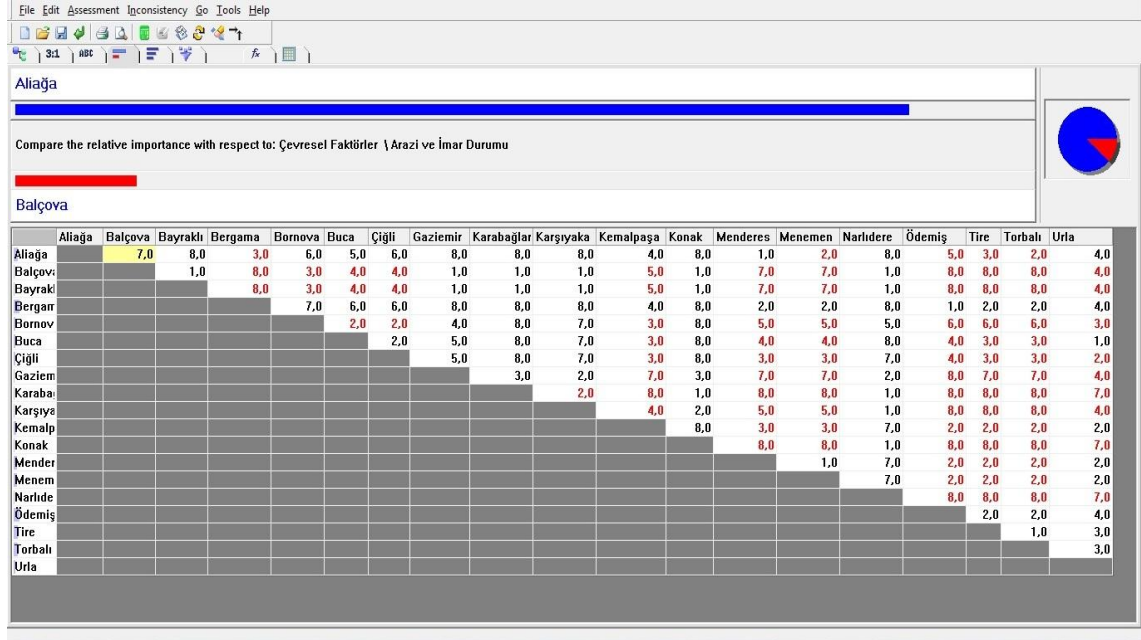 File Edit Assessment Inconsistency Go Tools Help
3:1 ABC fx
Aliağa
Compare the relative importance with respect to: Çevresel Faktörler \ Arazi ve İmar Durumu
Balçova
Aliağa Balçova Bayraklı Bergama Bornova Buca Çiğli Gaziemir Karabağlar Karşıyaka Kemalpaşa Konak Menderes Menemen Narlıdere Ödemiş Tire Torbalı Urla
Aliağa 7,0 8,0 3,0 6,0 5,0 6,0 8,0 8,0 8,0 4,0 8,0 1,0 2,0 8,0 5,0 3,0 2,0 4,0
Balçova 1,0 8,0 3,0 4,0 4,0 1,0 1,0 1,0 5,0 1,0 7,0 7,0 1,0 8,0 8,0 8,0 4,0
Bayrakl 8,0 3,0 4,0 4,0 1,0 1,0 1,0 5,0 1,0 7,0 7,0 1,0 8,0 8,0 8,0 4,0
Bergam 7,0 6,0 6,0 8,0 8,0 8,0 4,0 8,0 2,0 2,0 8,0 1,0 2,0 2,0 4,0
Bornov 2,0 2,0 4,0 8,0 7,0 3,0 8,0 5,0 5,0 5,0 6,0 6,0 6,0 3,0
Buca 2,0 5,0 8,0 7,0 3,0 8,0 4,0 4,0 8,0 4,0 3,0 3,0 1,0
Çiğli 5,0 8,0 7,0 3,0 8,0 3,0 3,0 7,0 4,0 3,0 3,0 2,0
Gaziem 3,0 2,0 7,0 3,0 7,0 7,0 2,0 8,0 7,0 7,0 4,0
Karabağ 2,0 8,0 1,0 8,0 8,0 1,0 8,0 8,0 8,0 7,0
Karşıya 4,0 2,0 5,0 5,0 1,0 8,0 8,0 8,0 4,0
Kemalp 8,0 3,0 3,0 7,0 2,0 2,0 2,0 2,0
Konak 8,0 8,0 1,0 8,0 8,0 8,0 7,0
Mender 1,0 7,0 2,0 2,0 2,0 2,0
Menem 7,0 2,0 2,0 2,0 2,0
Narlıde 8,0 8,0 8,0 7,0
Ödemiş 2,0 2,0 4,0
Tire 1,0 3,0
Torbalı 3,0
Urla